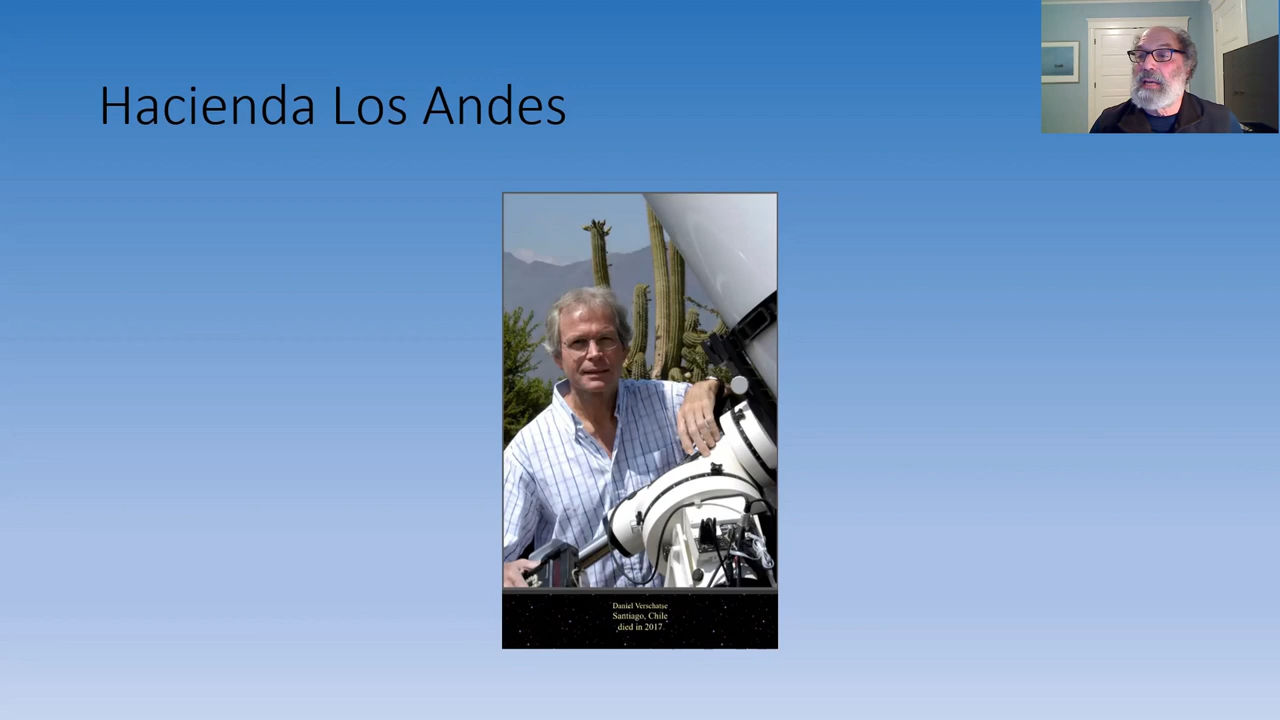 Hacienda Los Andes
Daniel Verschatse
Santiago, Chile
died in 2017.